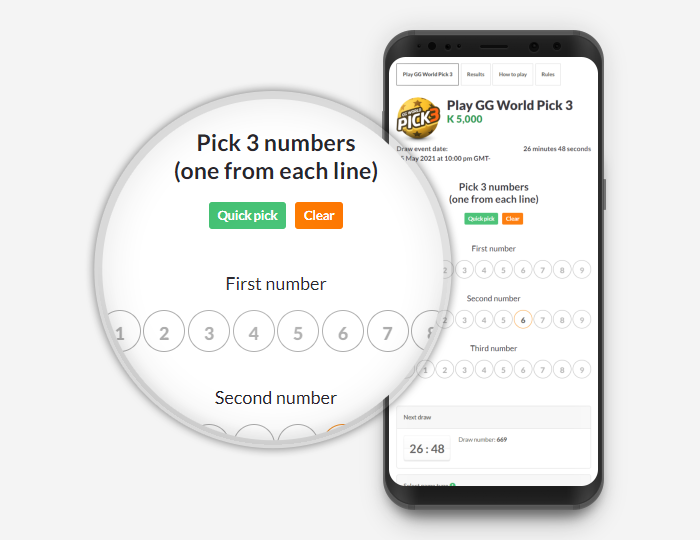 Pick 3 numbers
(one from each line)
Quick pick Clear
First number
1 2 3 4 5 6 7 8
Second number
Play GG World Pick 3 Results How to play Rules
GG WORLD
PICK3
Play GG World Pick 3
K 5,000
Draw event date: 26 minutes 48 seconds
May 2021 at 10:00 pm GMT-
Pick 3 numbers
(one from each line)
Quick pick Clear
First number
2 3 4 5 6 7 8 9
Second number
2 3 4 5 6 7 8 9
Third number
1 2 3 4 5 6 7 8 9
Next draw
26 : 48 Draw number: 669